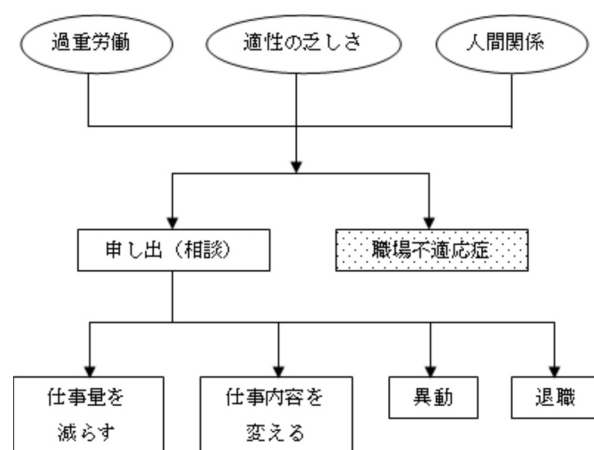 過重労働
適性の乏しさ
人間関係
申し出（相談）
職場不適応症
仕事量を
減らす
仕事内容を
変える
異動
退職